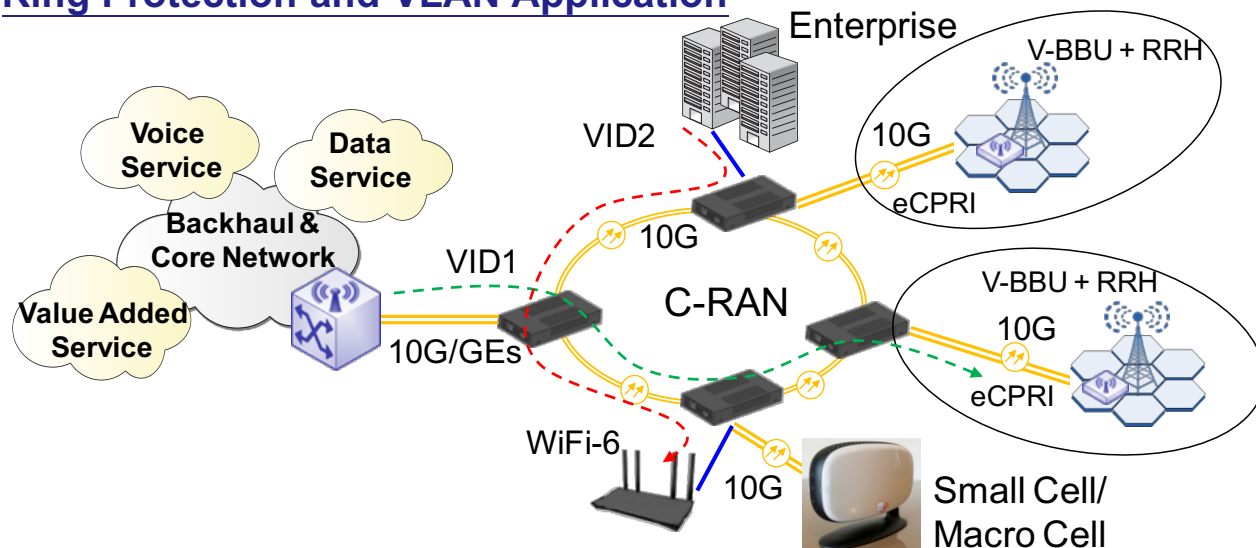 Ring Protection and VLAN Application
Enterprise
V-BBU + RRH
Voice
Service
Data
Service
VID2
10G
eCPRI
Backhaul &
Core Network
10G
VID1
V-BBU + RRH
Value Added
Service
C-RAN
10G
10G/GEs
eCPRI
WiFi-6
10G
Small Cell/
Macro Cell